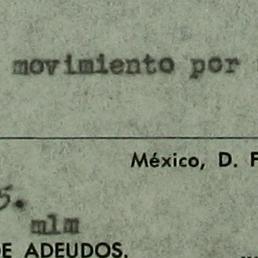 movimiento por
México, D. F
5.
mlm
DE ADEUDOS.